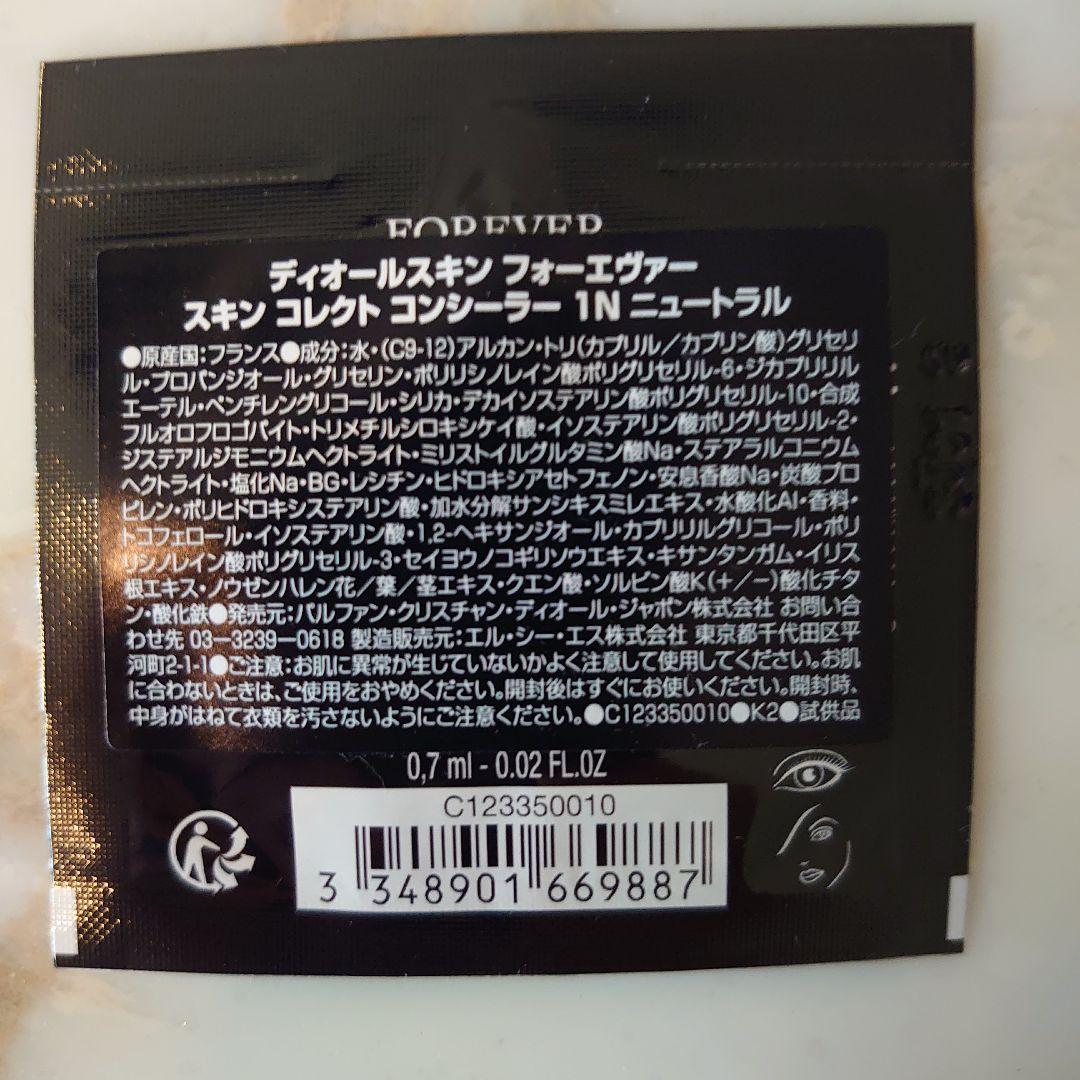 FOREVER
ディオールスキン フォーエヴァー
スキン コレクト コンシーラー 1N ニュートラル
●原産国:フランス●成分:水・(C9-12)アルカン・トリ(カプリル/カプリン酸)グリセリ
ル・プロパンジオール・グリセリン・ポリリシノレイン酸ポリグリセリル-6・ジカプリリル
エーテル・ペンチレングリコール・シリカ・デカイソステアリン酸ポリグリセリル-10・合成
フルオロフロゴパイト・トリメチルシロキシケイ酸・イソステアリン酸ポリグリセリル-2・
ジステアルジモニウムヘクトライト・ミリストイルグルタミン酸Na・ステアラルコニウム
ヘクトライト・塩化Na・BG・レシチン・ヒドロキシアセトフェノン・安息香酸Na・炭酸プロ
ピレン・ポリヒドロキシステアリン酸・加水分解サンシキスミレエキス・水酸化Al・香料・
トコフェロール・イソステアリン酸・1,2-ヘキサンジオール・カプリリルグリコール・ポリ
リシノレイン酸ポリグリセリル-3・セイヨウノコギリソウエキス・キサンタンガム・イリス
根エキス・ノウゼンハレン花/葉/茎エキス・クエン酸・ソルビン酸K(+/−)酸化チタ
ン・酸化鉄●発売元:パルファン・クリスチャン・ディオール・ジャポン株式会社 お問い合
わせ先 03−3239−0618 製造販売元:エル・シー・エス株式会社 東京都千代田区平
河町2-1-1●ご注意:お肌に異常が生じていないかよく注意して使用してください。お肌
に合わないときは、ご使用をおやめください。開封後はすぐにお使いください。開封時、
中身がはねて衣類を汚さないようにご注意ください。●C123350010●K2●試供品
0,7 ml - 0.02 FL.OZ
C123350010
3 348901 669887